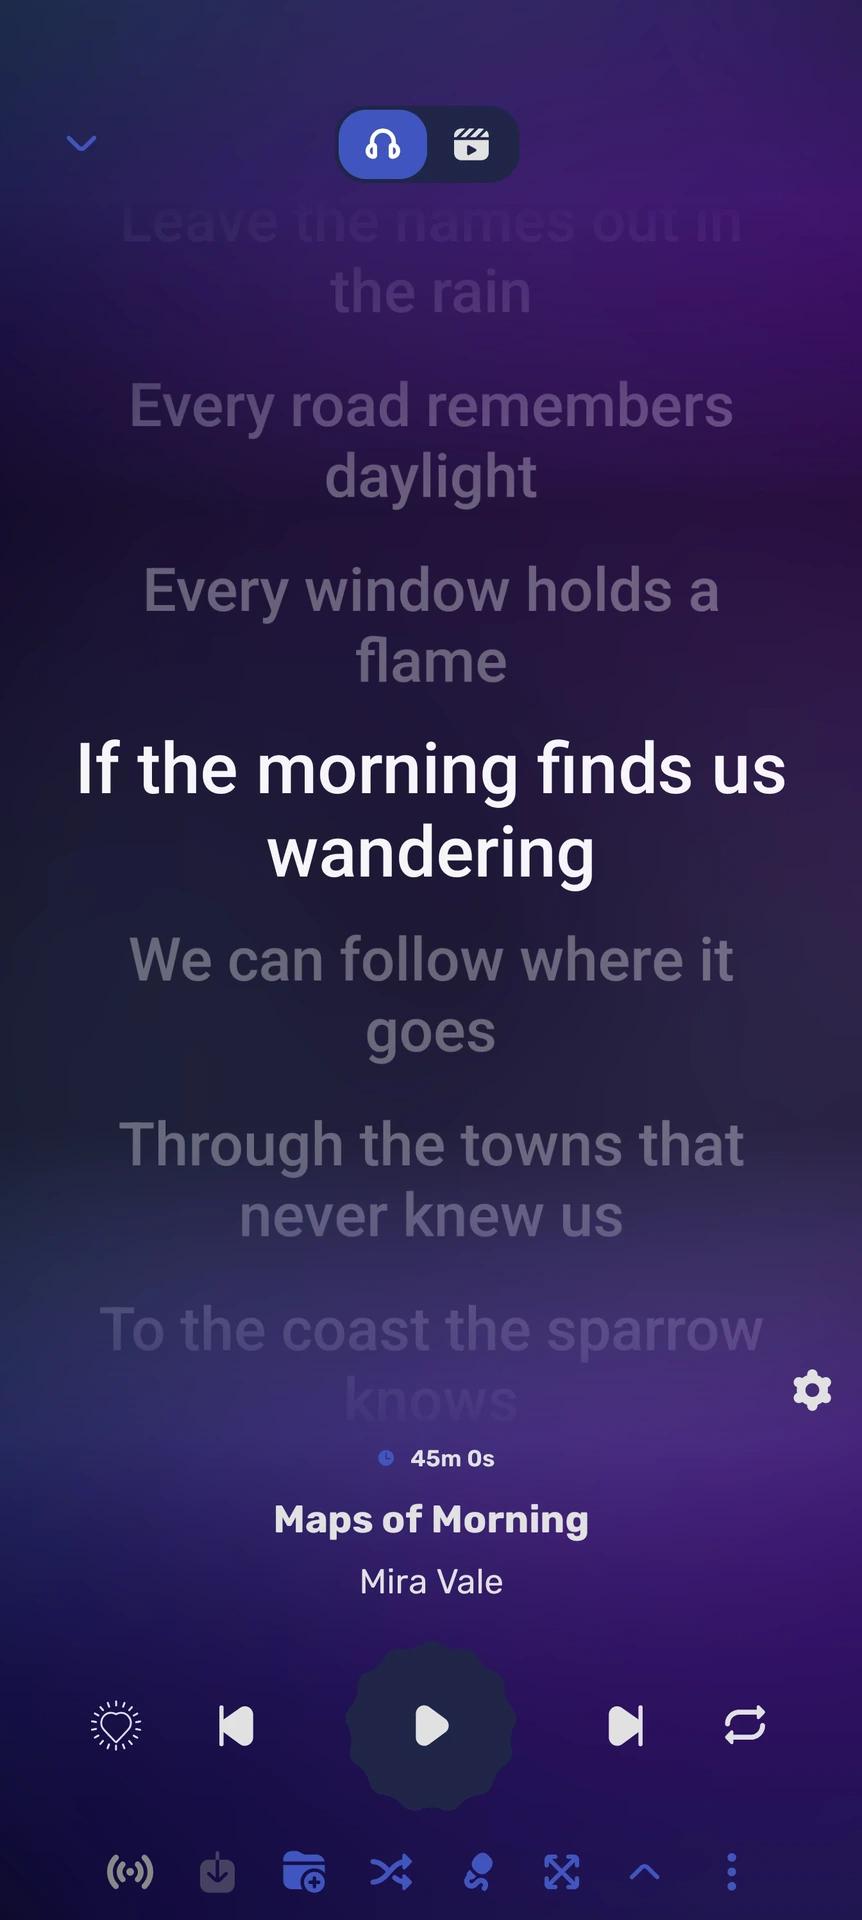 Leave the names out in
the rain
Every road remembers
daylight
Every window holds a
flame
If the morning finds us
wandering
We can follow where it
goes
Through the towns that
never knew us
To the coast the sparrow
knows
45m 0s
Maps of Morning
Mira Vale